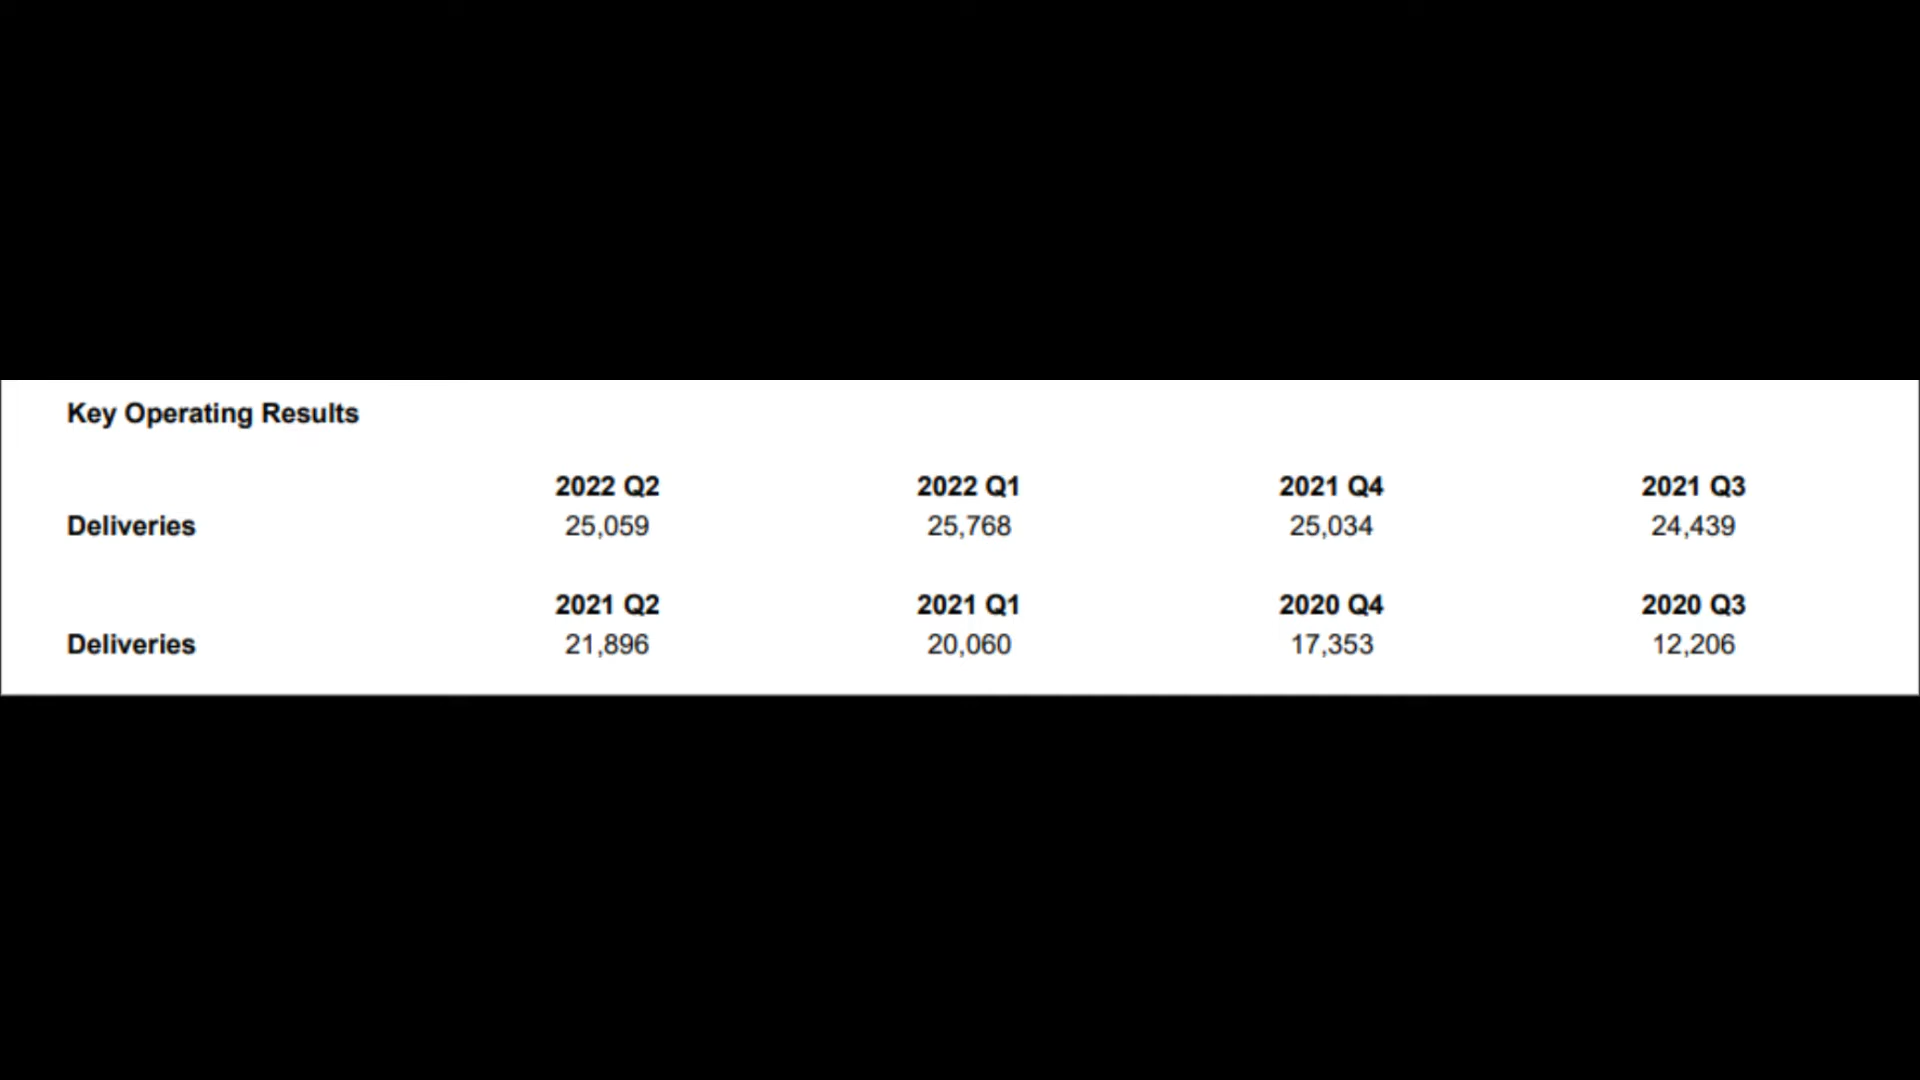 Key Operating Results
2022 Q2 2022 Q1 2021 Q4 2021 Q3
Deliveries 25,059 25,768 25,034 24,439
2021 Q2 2021 Q1 2020 Q4 2020 Q3
Deliveries 21,896 20,060 17,353 12,206